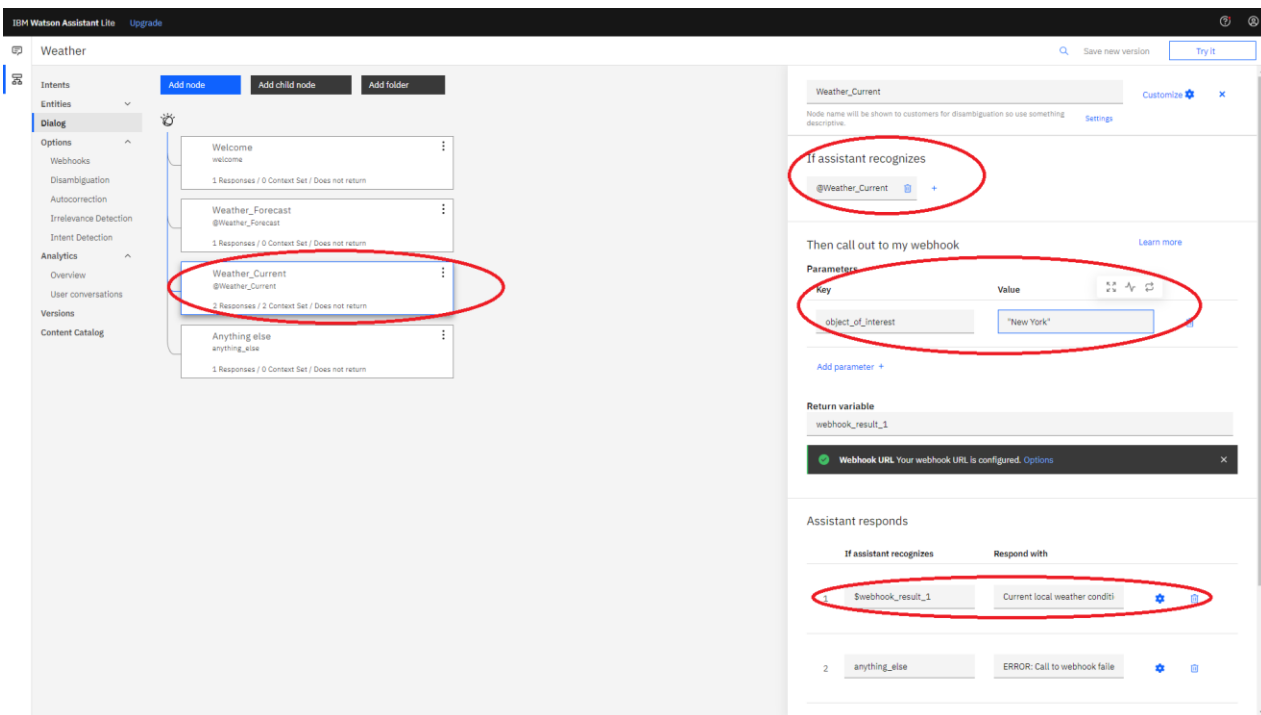 IBM Watson Assistant Lite Upgrade
Weather
Save new version
Try it
Intents
Entities
Dialog
Options
Webhooks
Disambiguation
Autocorrection
Irrelevance Detection
Intent Detection
Analytics
Overview
User conversations
Versions
Content Catalog
Add node
Add child node
Add folder
Welcome
welcome
1 Responses / 0 Context Set / Does not return
Weather_Forecast
@Weather_Forecast
1 Responses / 0 Context Set / Does not return
Weather_Current
@Weather_Current
2 Responses / 2 Context Set / Does not return
Anything else
anything_else
1 Responses / 0 Context Set / Does not return
Weather_Current
Customize
Node name will be shown to customers for disambiguation so use something
descriptive.
Settings
If assistant recognizes
@Weather_Current
Then call out to my webhook
Learn more
Parameters
Key Value
object_of_interest "New York"
Add parameter +
Return variable
webhook_result_1
Webhook URL Your webhook URL is configured. Options
Assistant responds
If assistant recognizes Respond with
1 $webhook_result_1 Current local weather conditi
2 anything_else ERROR: Call to webhook faile